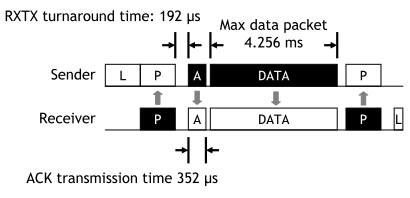 RXTX turnaround time: 192 µs
Max data packet
4.256 ms
Sender L P A DATA P
Receiver P A DATA P L
ACK transmission time 352 µs